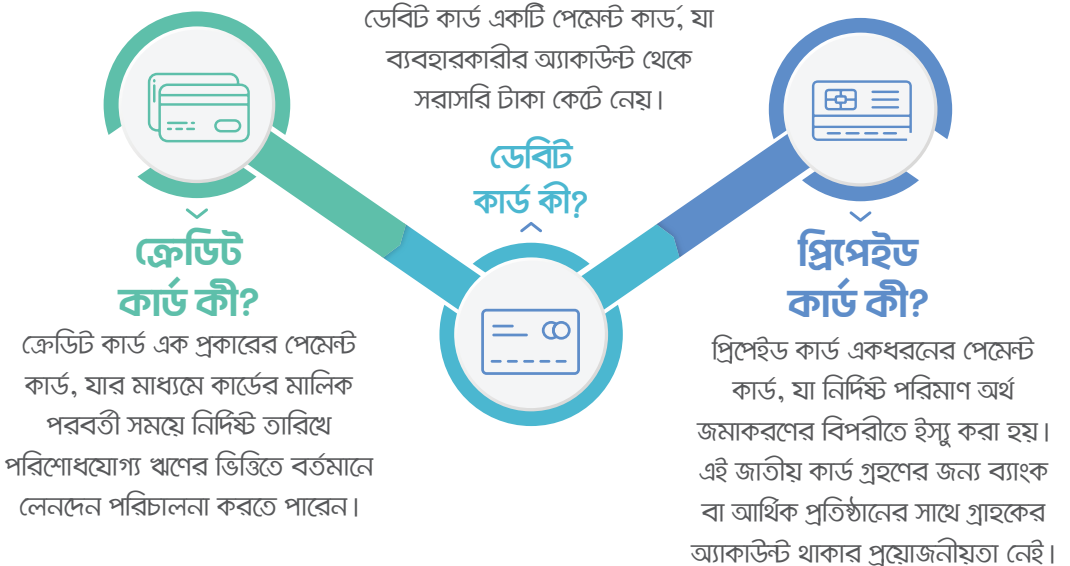 ডেবিট কার্ড একটি পেমেন্ট কার্ড, যা
ব্যবহারকারীর অ্যাকাউন্ট থেকে
সরাসরি টাকা কেটে নেয়।
ডেবিট
কার্ড কী?
ক্রেডিট
কার্ড কী?
ক্রেডিট কার্ড এক প্রকারের পেমেন্ট
কার্ড, যার মাধ্যমে কার্ডের মালিক
পরবর্তী সময়ে নির্দিষ্ট তারিখে
পরিশোধযোগ্য ঋণের ভিত্তিতে বর্তমানে
লেনদেন পরিচালনা করতে পারেন।
প্রিপেইড
কার্ড কী?
প্রিপেইড কার্ড একধরনের পেমেন্ট
কার্ড, যা নির্দিষ্ট পরিমাণ অর্থ
জমাকরণের বিপরীতে ইস্যু করা হয়।
এই জাতীয় কার্ড গ্রহণের জন্য ব্যাংক
বা আর্থিক প্রতিষ্ঠানের সাথে গ্রাহকের
অ্যাকাউন্ট থাকার প্রয়োজনীয়তা নেই।